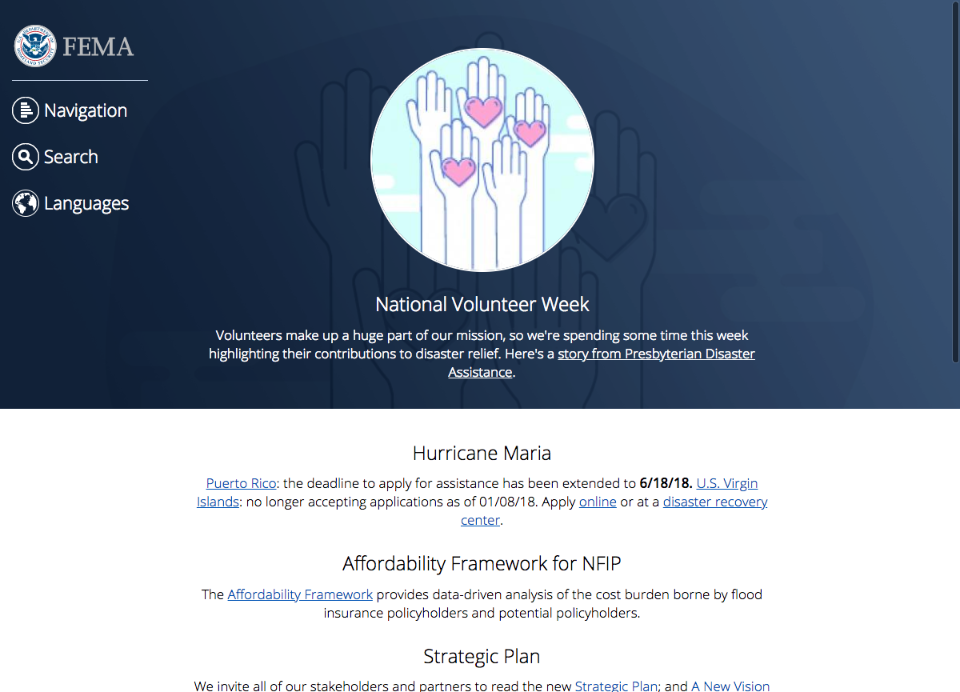 FEMA
Navigation
Search
Languages
National Volunteer Week
Volunteers make up a huge part of our mission, so we're spending some time this week
highlighting their contributions to disaster relief. Here's a story from Presbyterian Disaster
Assistance.
Hurricane Maria
Puerto Rico: the deadline to apply for assistance has been extended to 6/18/18. U.S. Virgin
Islands: no longer accepting applications as of 01/08/18. Apply online or at a disaster recovery
center.
Affordability Framework for NFIP
The Affordability Framework provides data-driven analysis of the cost burden borne by flood
insurance policyholders and potential policyholders.
Strategic Plan
We invite all of our stakeholders and partners to read the new Strategic Plan; and A New Vision